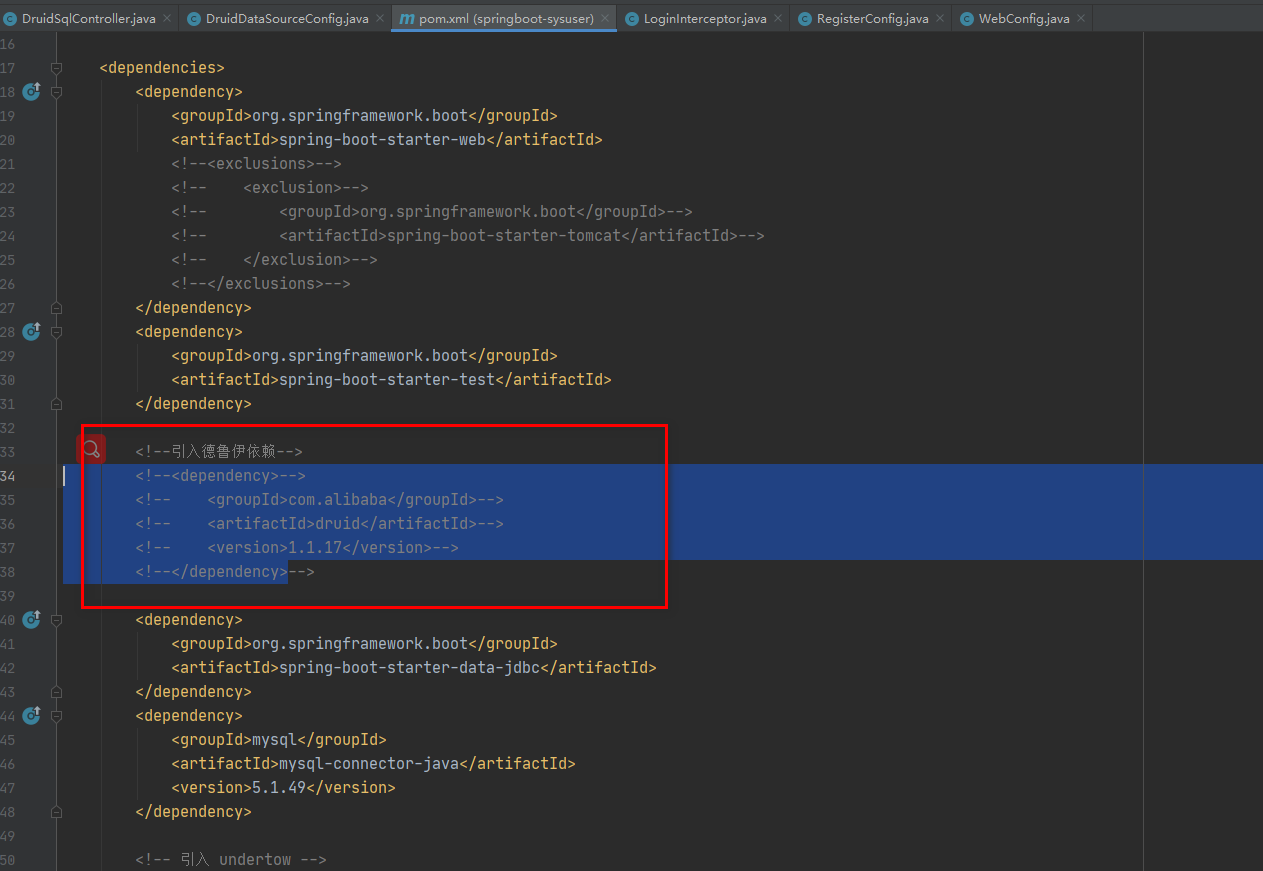 DruidSqlController.java
DruidDataSourceConfig.java
pom.xml (springboot-sysuser)
LoginInterceptor.java
RegisterConfig.java
WebConfig.java
16
17 <dependencies>
18 <dependency>
19 <groupId>org.springframework.boot</groupId>
20 <artifactId>spring-boot-starter-web</artifactId>
21 <!--<exclusions>-->
22 <!--    <exclusion>-->
23 <!--        <groupId>org.springframework.boot</groupId>-->
24 <!--        <artifactId>spring-boot-starter-tomcat</artifactId>-->
25 <!--    </exclusion>-->
26 <!--</exclusions>-->
27 </dependency>
28 <dependency>
29 <groupId>org.springframework.boot</groupId>
30 <artifactId>spring-boot-starter-test</artifactId>
31 </dependency>
32
33 <!--引入德鲁伊依赖-->
34 <!--<dependency>-->
35 <!--    <groupId>com.alibaba</groupId>-->
36 <!--    <artifactId>druid</artifactId>-->
37 <!--    <version>1.1.17</version>-->
38 <!--</dependency>-->
39
40 <dependency>
41 <groupId>org.springframework.boot</groupId>
42 <artifactId>spring-boot-starter-data-jdbc</artifactId>
43 </dependency>
44 <dependency>
45 <groupId>mysql</groupId>
46 <artifactId>mysql-connector-java</artifactId>
47 <version>5.1.49</version>
48 </dependency>
49
50 <!-- 引入 undertow -->